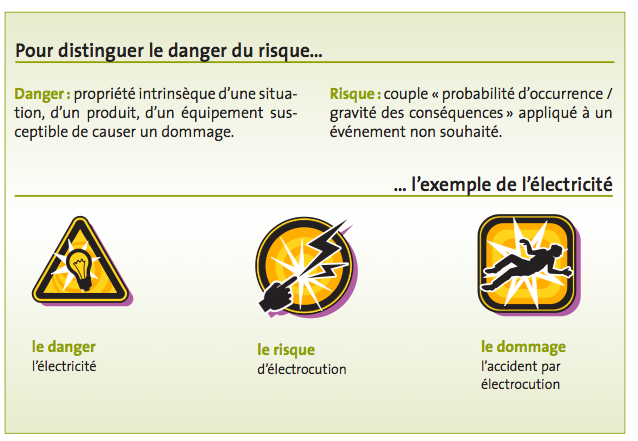 Pour distinguer le danger du risque...
Danger : propriété intrinsèque d'une situa-
tion, d'un produit, d'un équipement sus-
ceptible de causer un dommage.
Risque : couple « probabilité d'occurrence /
gravité des conséquences » appliqué à un
événement non souhaité.
... l'exemple de l'électricité
le danger
l'électricité
le risque
d'électrocution
le dommage
l'accident par
électrocution